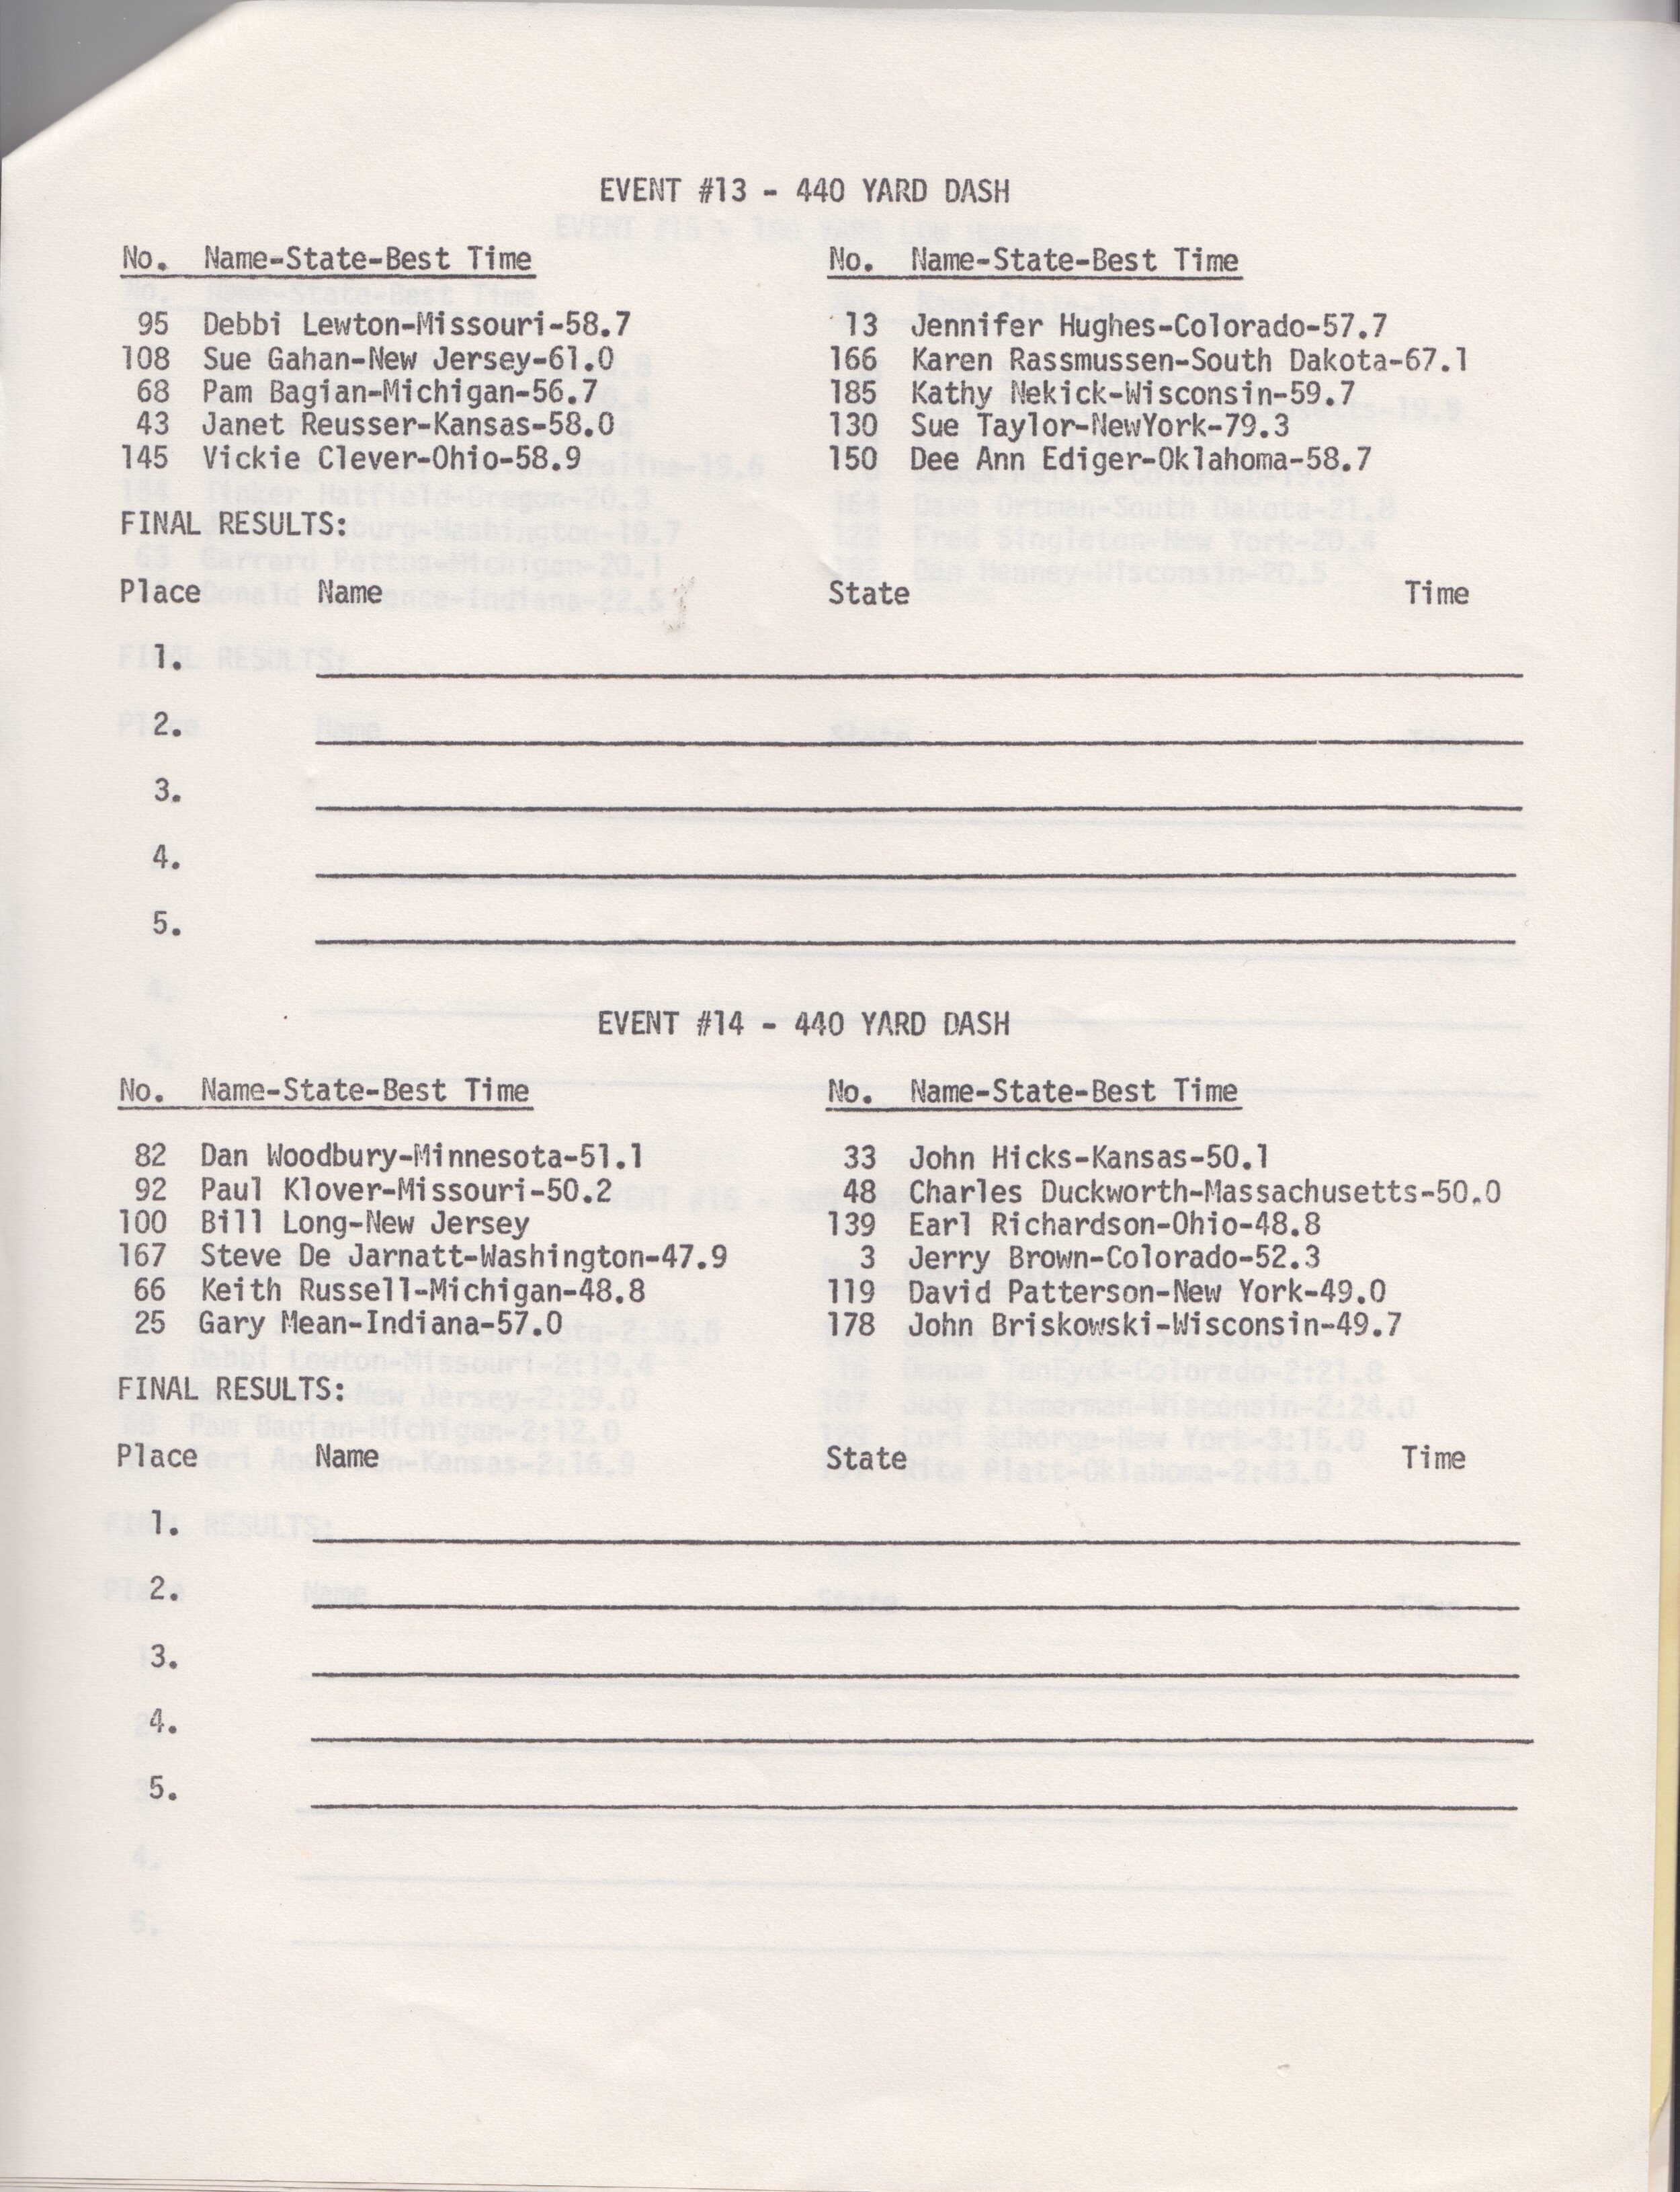 EVENT #13 - 440 YARD DASH
No. Name-State-Best Time
95 Debbi Lewton-Missouri-58.7
108 Sue Gahan-New Jersey-61.0
68 Pam Bagian-Michigan-56.7
43 Janet Reusser-Kansas-58.0
145 Vickie Clever-Ohio-58.9
No. Name-State-Best Time
13 Jennifer Hughes-Colorado-57.7
166 Karen Rassmussen-South Dakota-67.1
185 Kathy Nekick-Wisconsin-59.7
130 Sue Taylor-NewYork-79.3
150 Dee Ann Ediger-Oklahoma-58.7
FINAL RESULTS:
Place Name State Time
1.
2.
3.
4.
5.
EVENT #14 - 440 YARD DASH
No. Name-State-Best Time
82 Dan Woodbury-Minnesota-51.1
92 Paul Klover-Missouri-50.2
100 Bill Long-New Jersey
167 Steve De Jarnatt-Washington-47.9
66 Keith Russell-Michigan-48.8
25 Gary Mean-Indiana-57.0
No. Name-State-Best Time
33 John Hicks-Kansas-50.1
48 Charles Duckworth-Massachusetts-50.0
139 Earl Richardson-Ohio-48.8
3 Jerry Brown-Colorado-52.3
119 David Patterson-New York-49.0
178 John Briskowski-Wisconsin-49.7
FINAL RESULTS:
Place Name State Time
1.
2.
3.
4.
5.